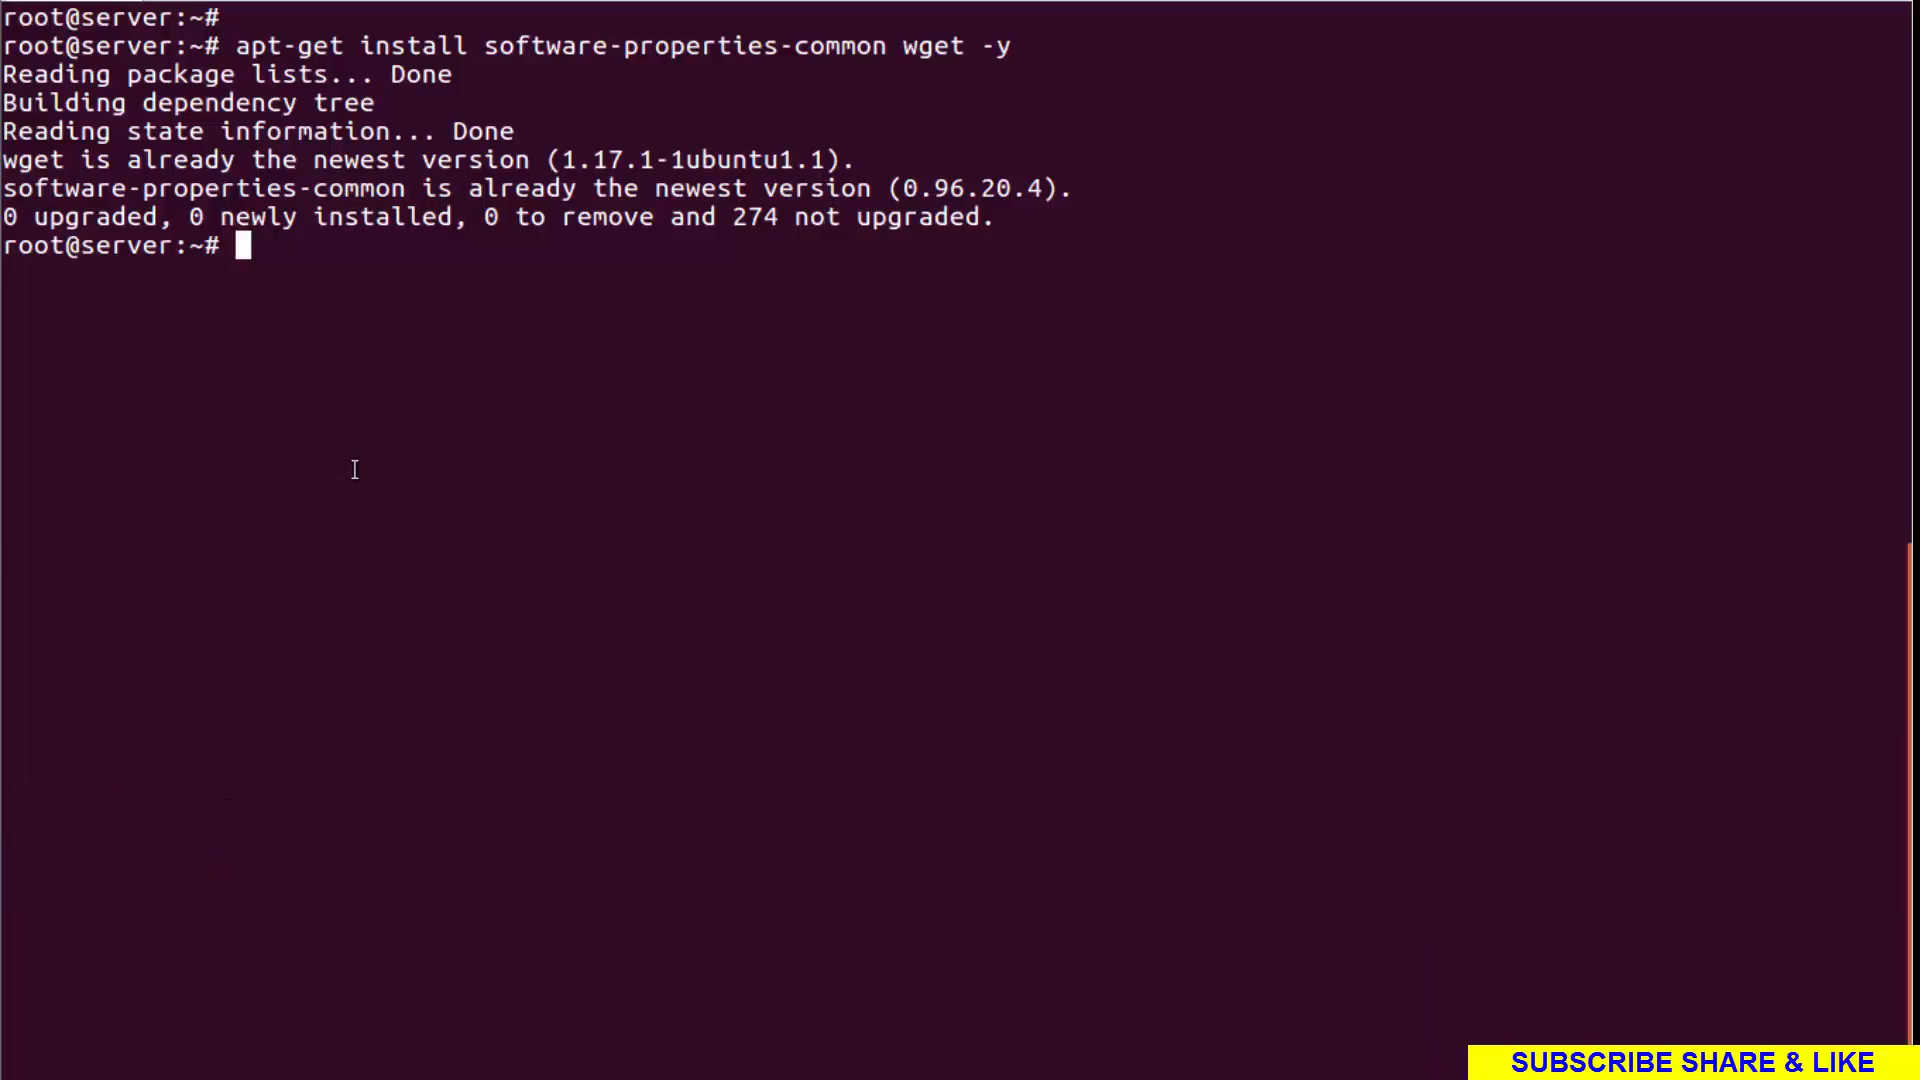 root@server:~#
root@server:~# apt-get install software-properties-common wget -y
Reading package lists... Done
Building dependency tree
Reading state information... Done
wget is already the newest version (1.17.1-1ubuntu1.1).
software-properties-common is already the newest version (0.96.20.4).
0 upgraded, 0 newly installed, 0 to remove and 274 not upgraded.
root@server:~#
SUBSCRIBE SHARE & LIKE